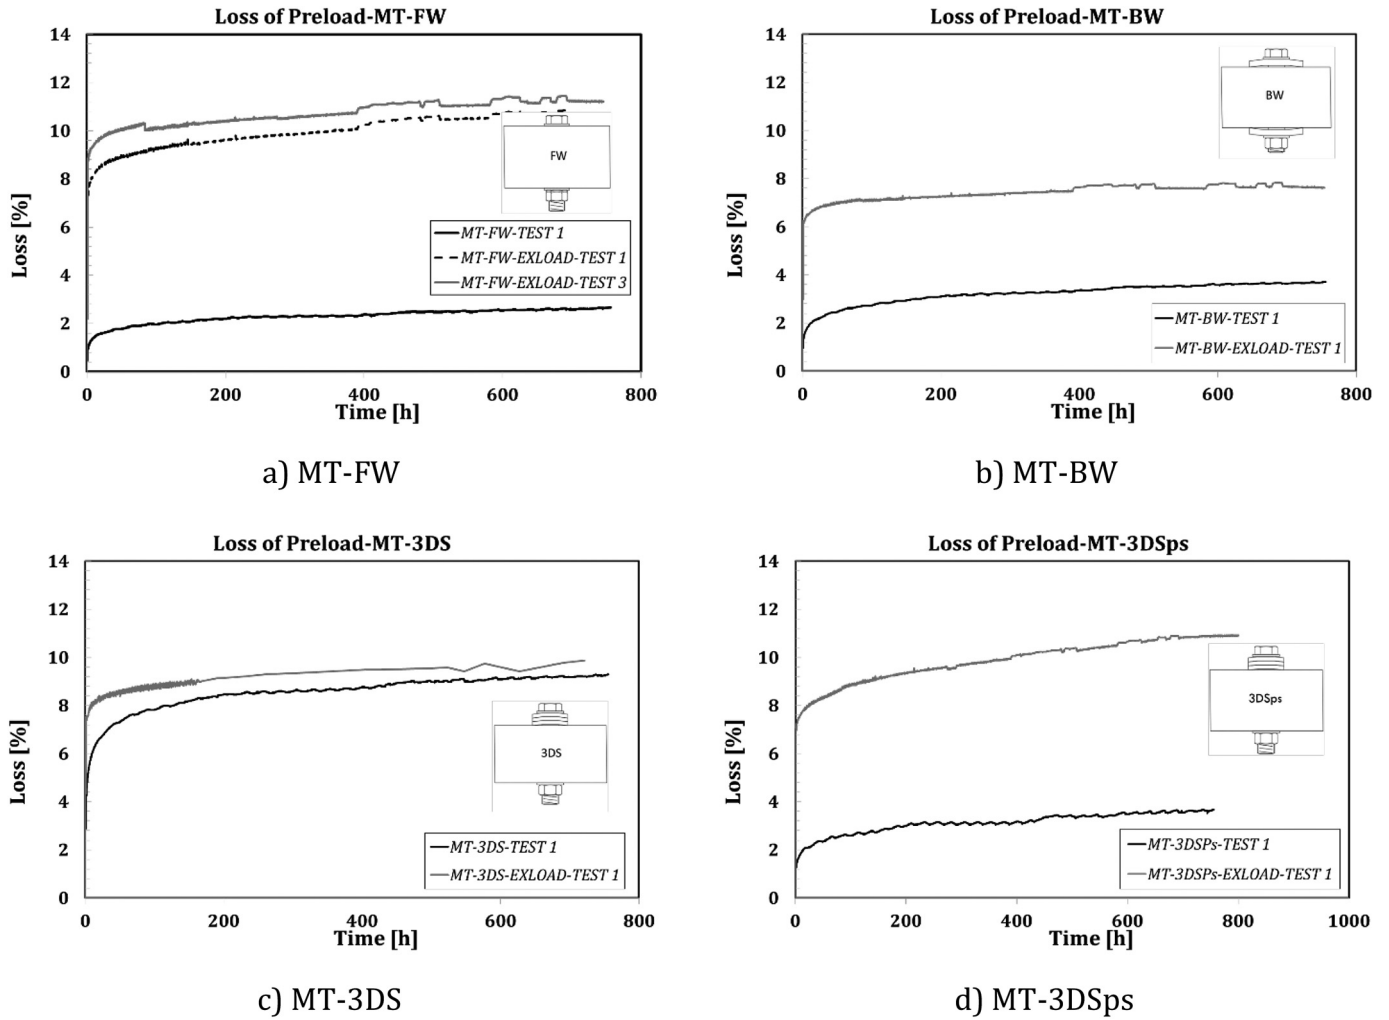 Loss of Preload-MT-FW
14
12
10
8
6
4
2
0
Loss [%]
0 200 400 600 800
Time [h]
FW
MT-FW-TEST 1
MT-FW-EXLOAD-TEST 1
MT-FW-EXLOAD-TEST 3
a) MT-FW
Loss of Preload-MT-BW
14
12
10
8
6
4
2
0
Loss [%]
0 200 400 600 800
Time [h]
BW
MT-BW-TEST 1
MT-BW-EXLOAD-TEST 1
b) MT-BW
Loss of Preload-MT-3DS
14
12
10
8
6
4
2
0
Loss [%]
0 200 400 600 800
Time [h]
3DS
MT-3DS-TEST 1
MT-3DS-EXLOAD-TEST 1
c) MT-3DS
Loss of Preload-MT-3DSps
14
12
10
8
6
4
2
0
Loss [%]
0 200 400 600 800 1000
Time [h]
3DSps
MT-3DSPs-TEST 1
MT-3DSPs-EXLOAD-TEST 1
d) MT-3DSps